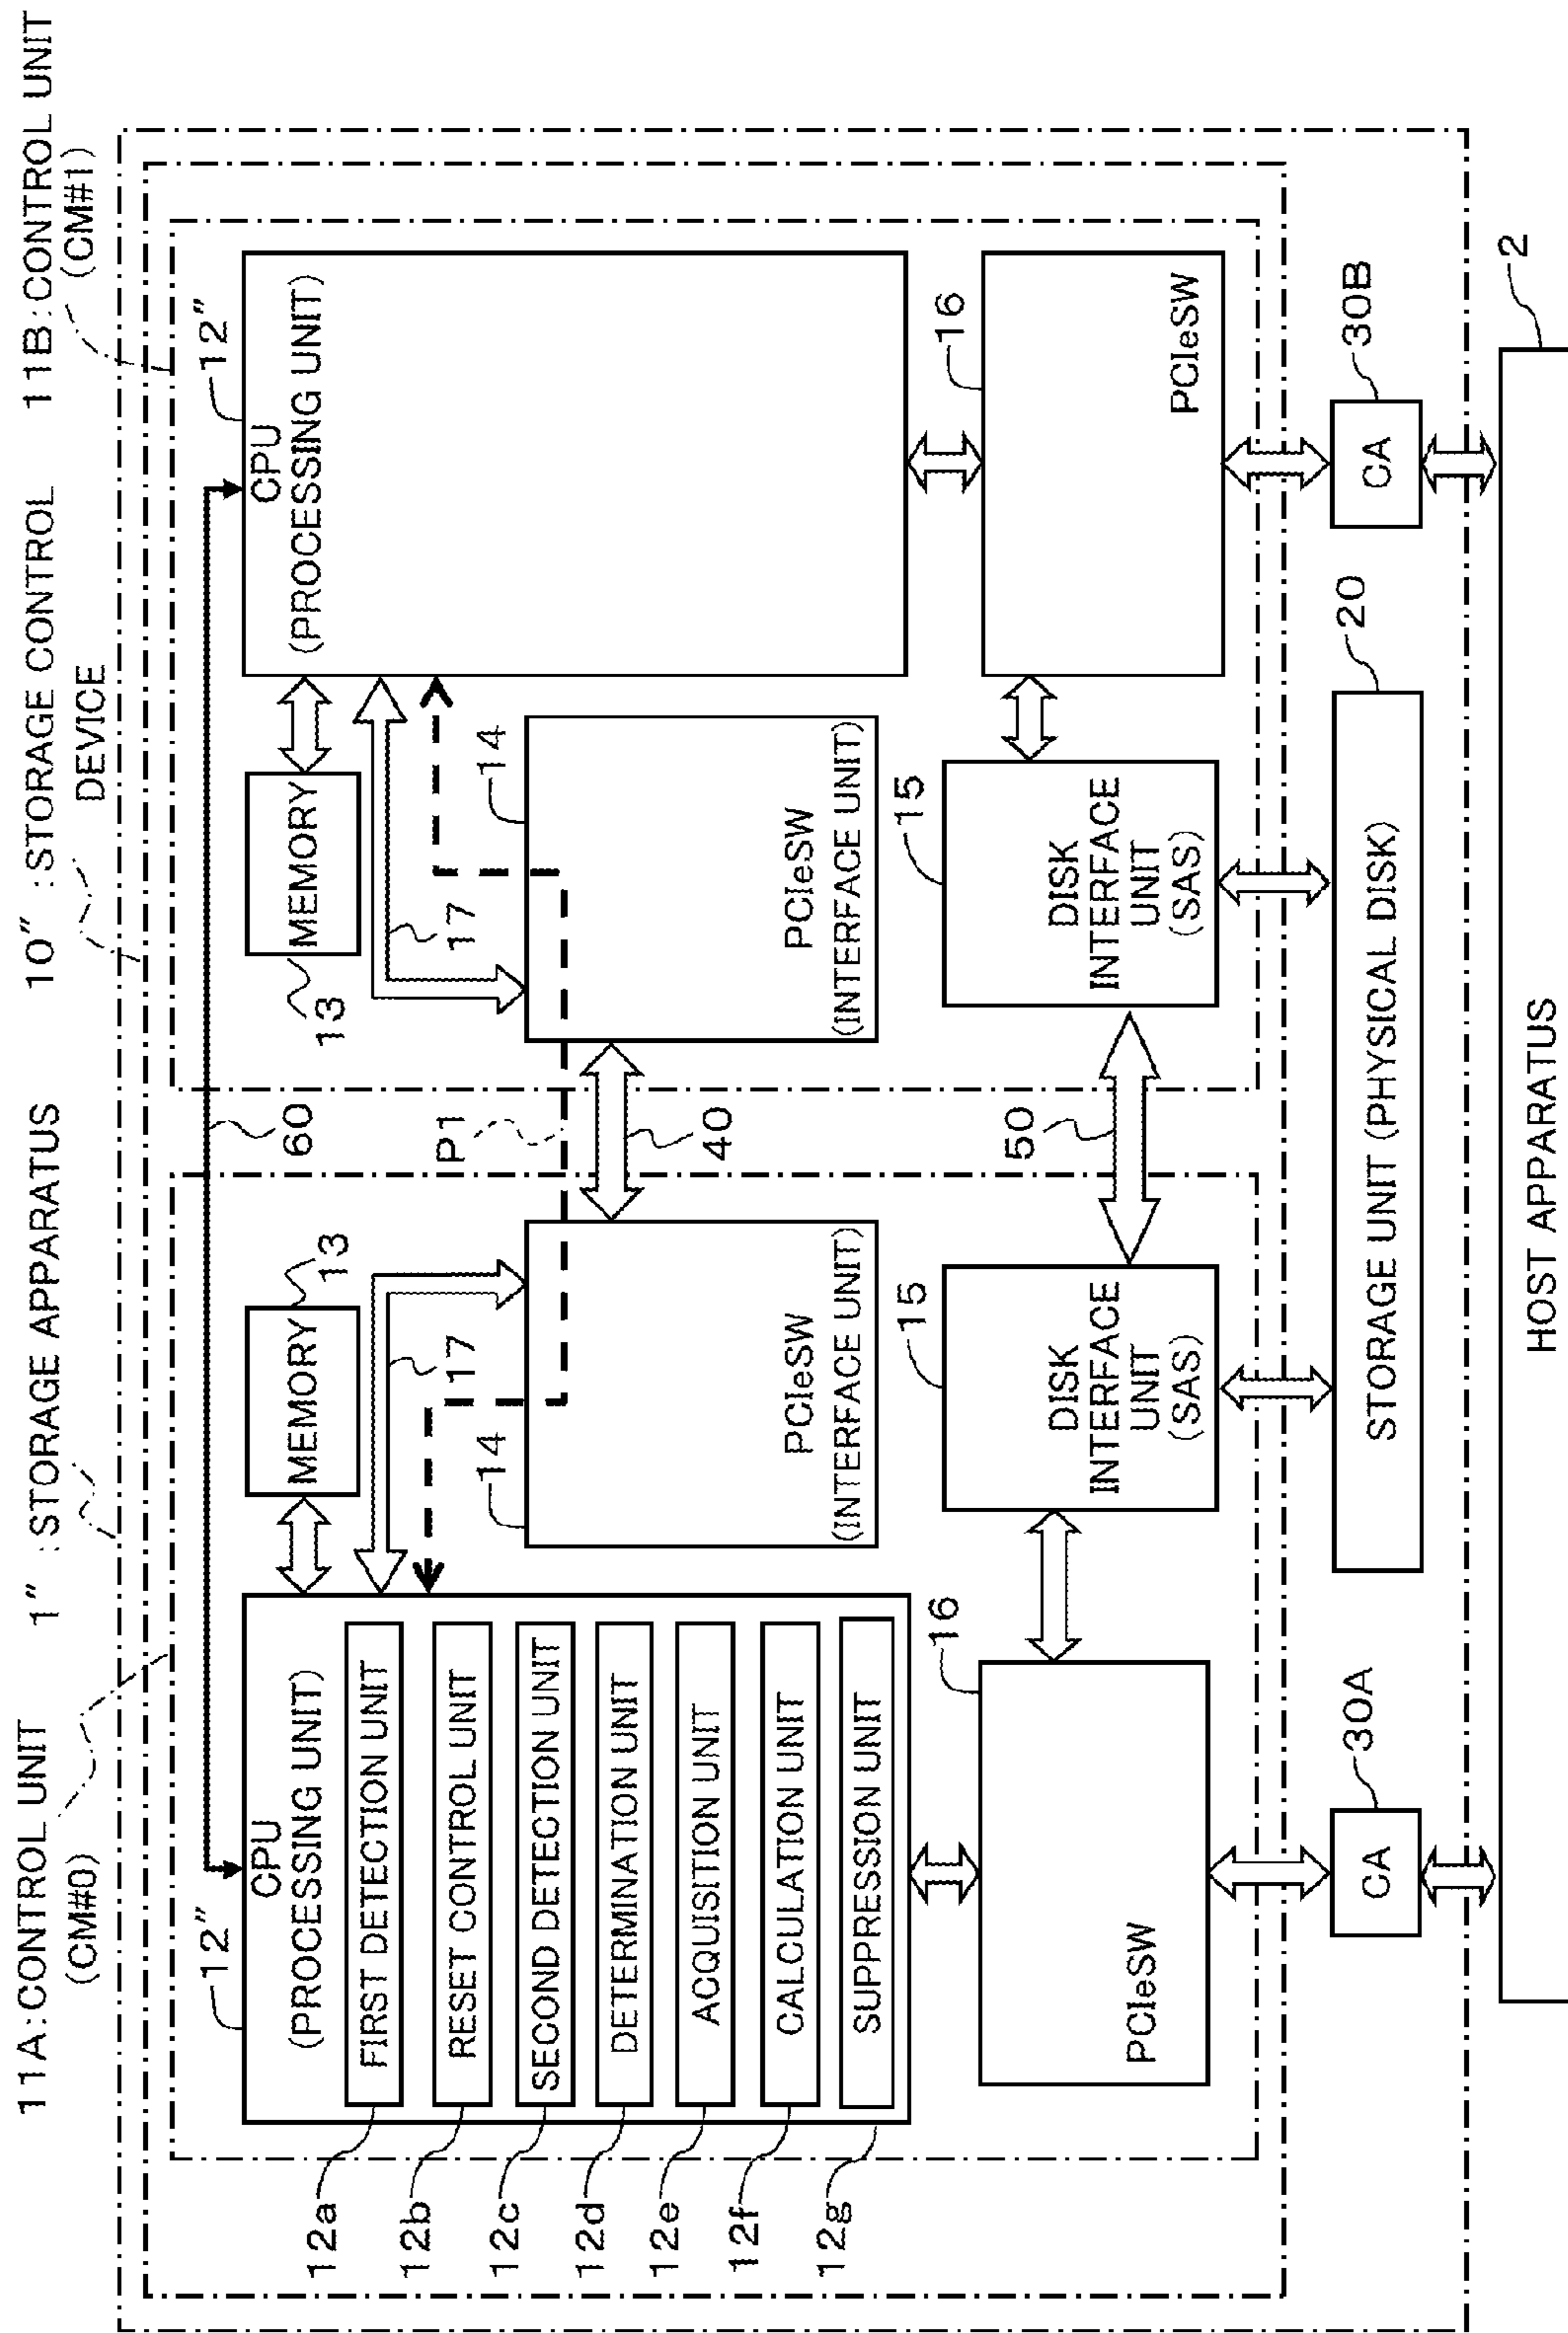 11A:CONTROL UNIT
(CM#0)
1″ :STORAGE APPARATUS
10″ :STORAGE CONTROL
DEVICE
11B:CONTROL UNIT
(CM#1)
60
12″
CPU
(PROCESSING UNIT)
12a
FIRST DETECTION UNIT
12b
RESET CONTROL UNIT
12c
SECOND DETECTION UNIT
12d
DETERMINATION UNIT
12e
ACQUISITION UNIT
12f
CALCULATION UNIT
12g
SUPPRESSION UNIT
MEMORY
13
17
14
PCIeSW
(INTERFACE UNIT)
P1
40
13
MEMORY
17
14
PCIeSW
(INTERFACE UNIT)
12″
CPU
(PROCESSING UNIT)
16
PCIeSW
15
DISK
INTERFACE
UNIT
(SAS)
50
15
DISK
INTERFACE
UNIT
(SAS)
16
PCIeSW
30A
CA
20
STORAGE UNIT (PHYSICAL DISK)
30B
CA
2
HOST APPARATUS